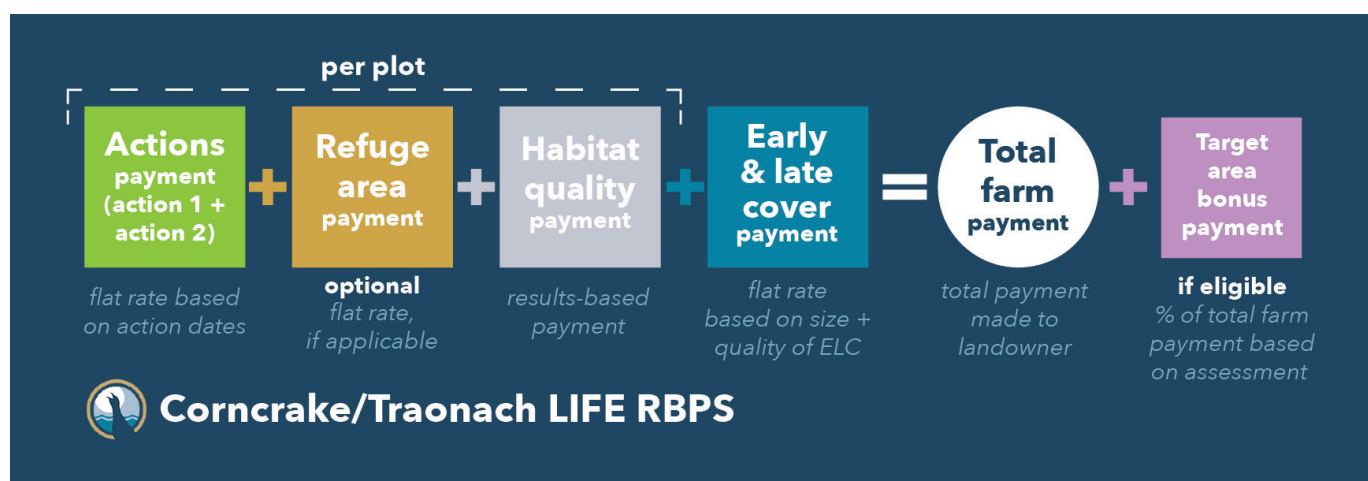 per plot
Actions
payment
(action 1 +
action 2)
+
Refuge
area
payment
+
Habitat
quality
payment
+
Early
& late
cover
payment
=
Total
farm
payment
+
Target
area
bonus
payment
flat rate based
on action dates
optional
flat rate,
if applicable
results-based
payment
flat rate
based on size +
quality of ELC
total payment
made to
landowner
if eligible
% of total farm
payment based
on assessment
Corncrake/Traonach LIFE RBPS